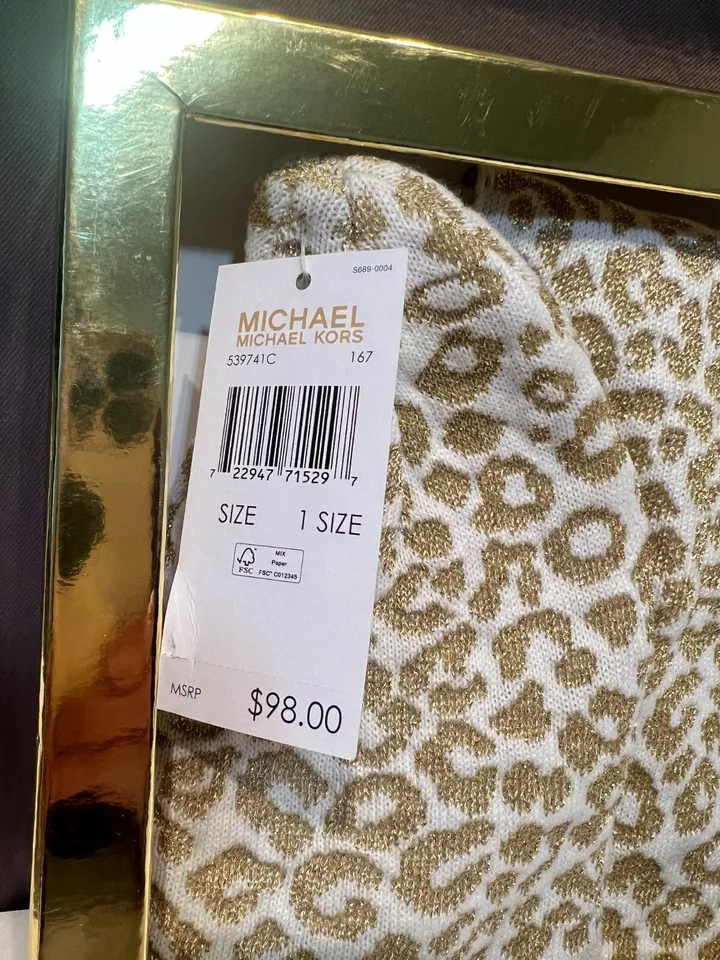 S689-0004
MICHAEL
MICHAEL KORS
539741C 167
7 22947 71529 7
SIZE 1 SIZE
FSC
MIX
Paper
FSC® C012345
MSRP $98.00